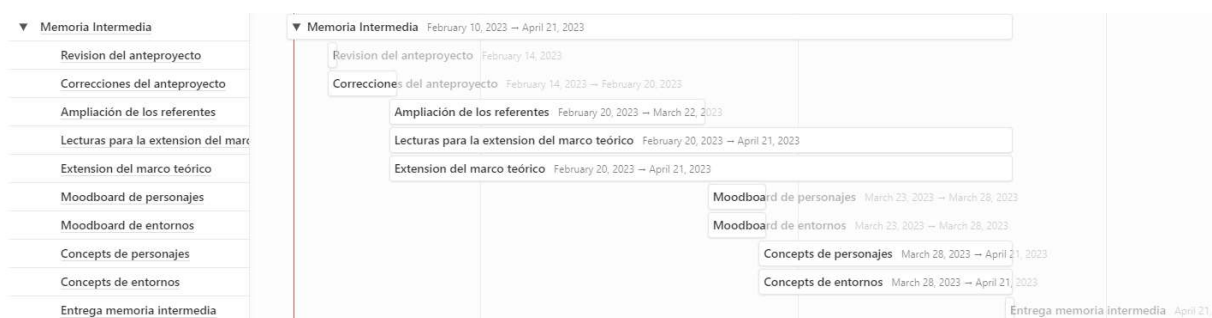 ▼ Memoria Intermedia ▼ Memoria Intermedia February 10, 2023 → April 21, 2023
Revision del anteproyecto Revision del anteproyecto February 14, 2023
Correcciones del anteproyecto Correcciones del anteproyecto February 14, 2023 → February 20, 2023
Ampliación de los referentes Ampliación de los referentes February 20, 2023 → March 22, 2023
Lecturas para la extension del marc Lecturas para la extension del marco teórico February 20, 2023 → April 21, 2023
Extension del marco teórico Extension del marco teórico February 20, 2023 → April 21, 2023
Moodboard de personajes Moodboard de personajes March 23, 2023 → March 28, 2023
Moodboard de entornos Moodboard de entornos March 23, 2023 → March 28, 2023
Concepts de personajes Concepts de personajes March 28, 2023 → April 21, 2023
Concepts de entornos Concepts de entornos March 28, 2023 → April 21, 2023
Entrega memoria intermedia Entrega memoria intermedia April 21,